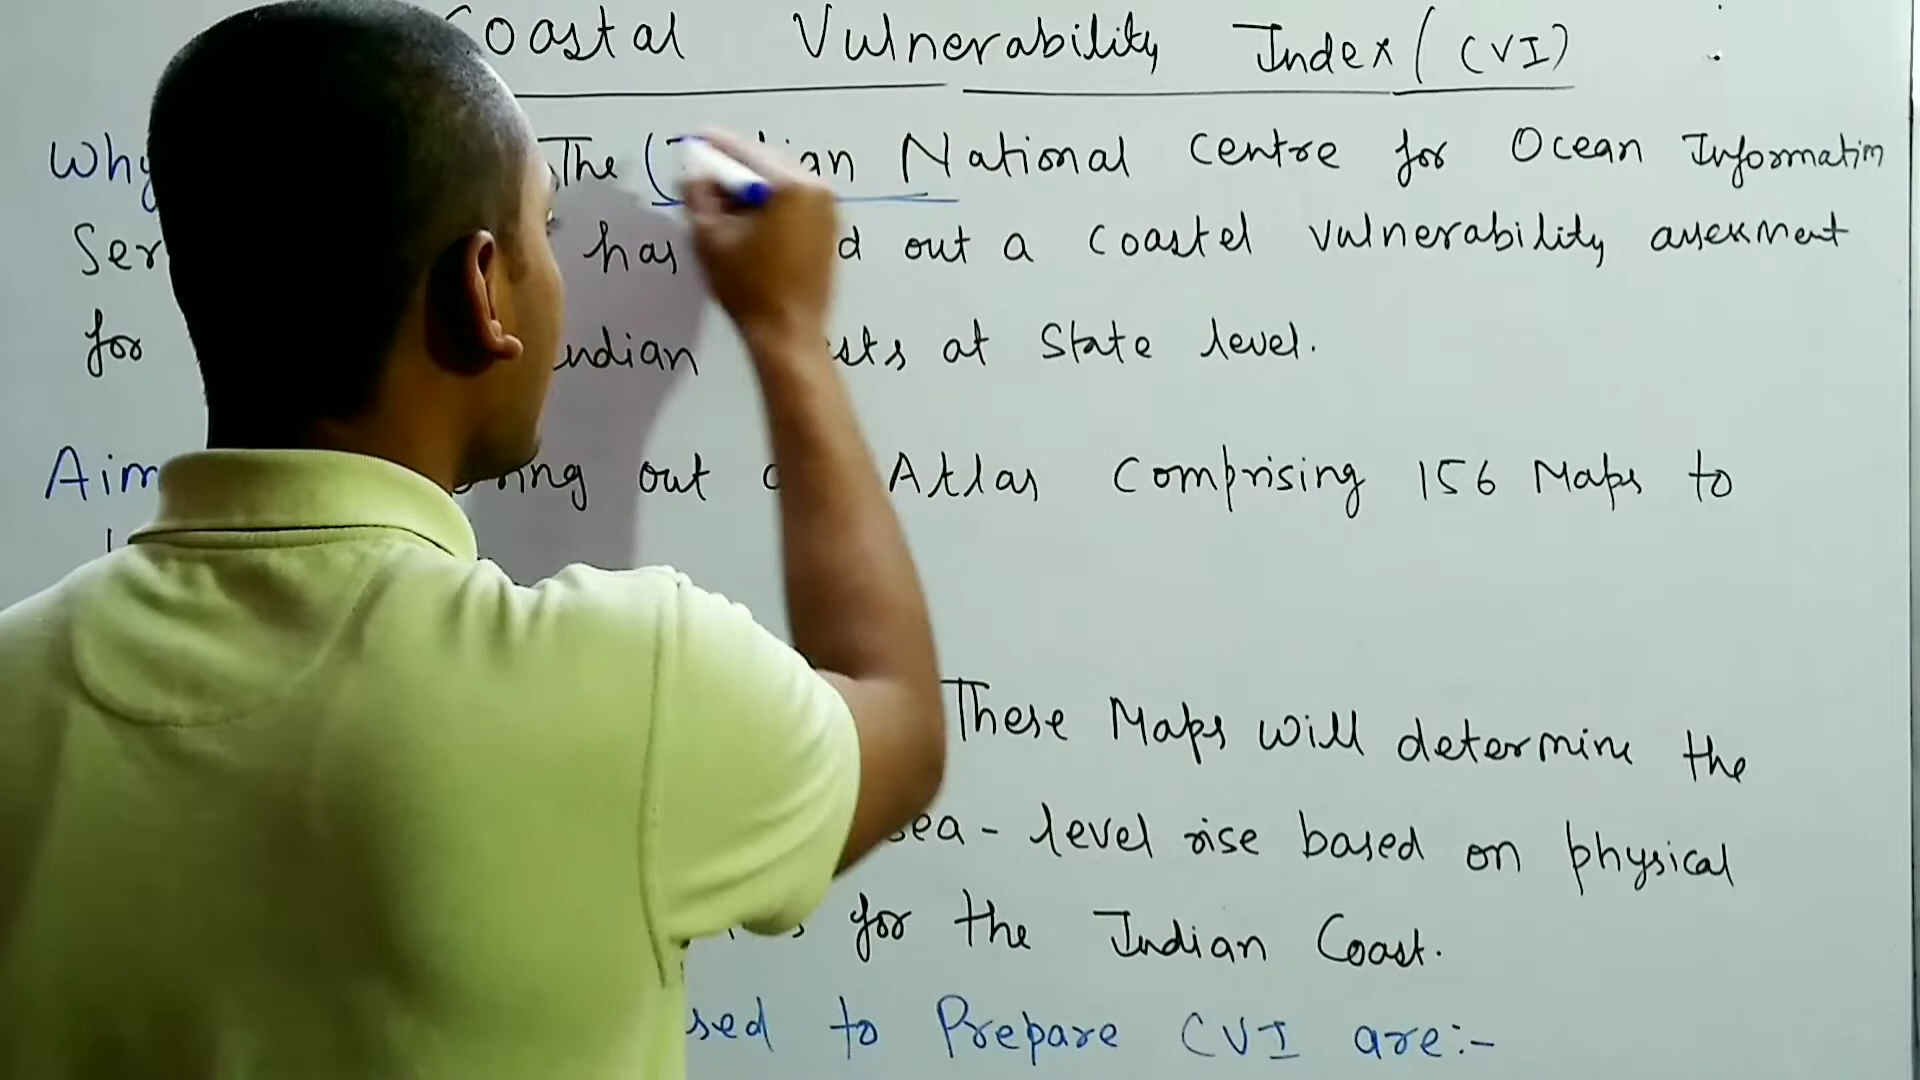 Coastal Vulnerability Index (CVI) :
Why The Indian National Centre for Ocean Information
Ser has d out a Coastel Vulnerability assessment
for Indian sts at State level.
Aim ring out Atlas Comprising 156 Maps to
These Maps will determine the
sea - level rise based on physical
for the Indian Coast.
sed to Prepare CVI are:-